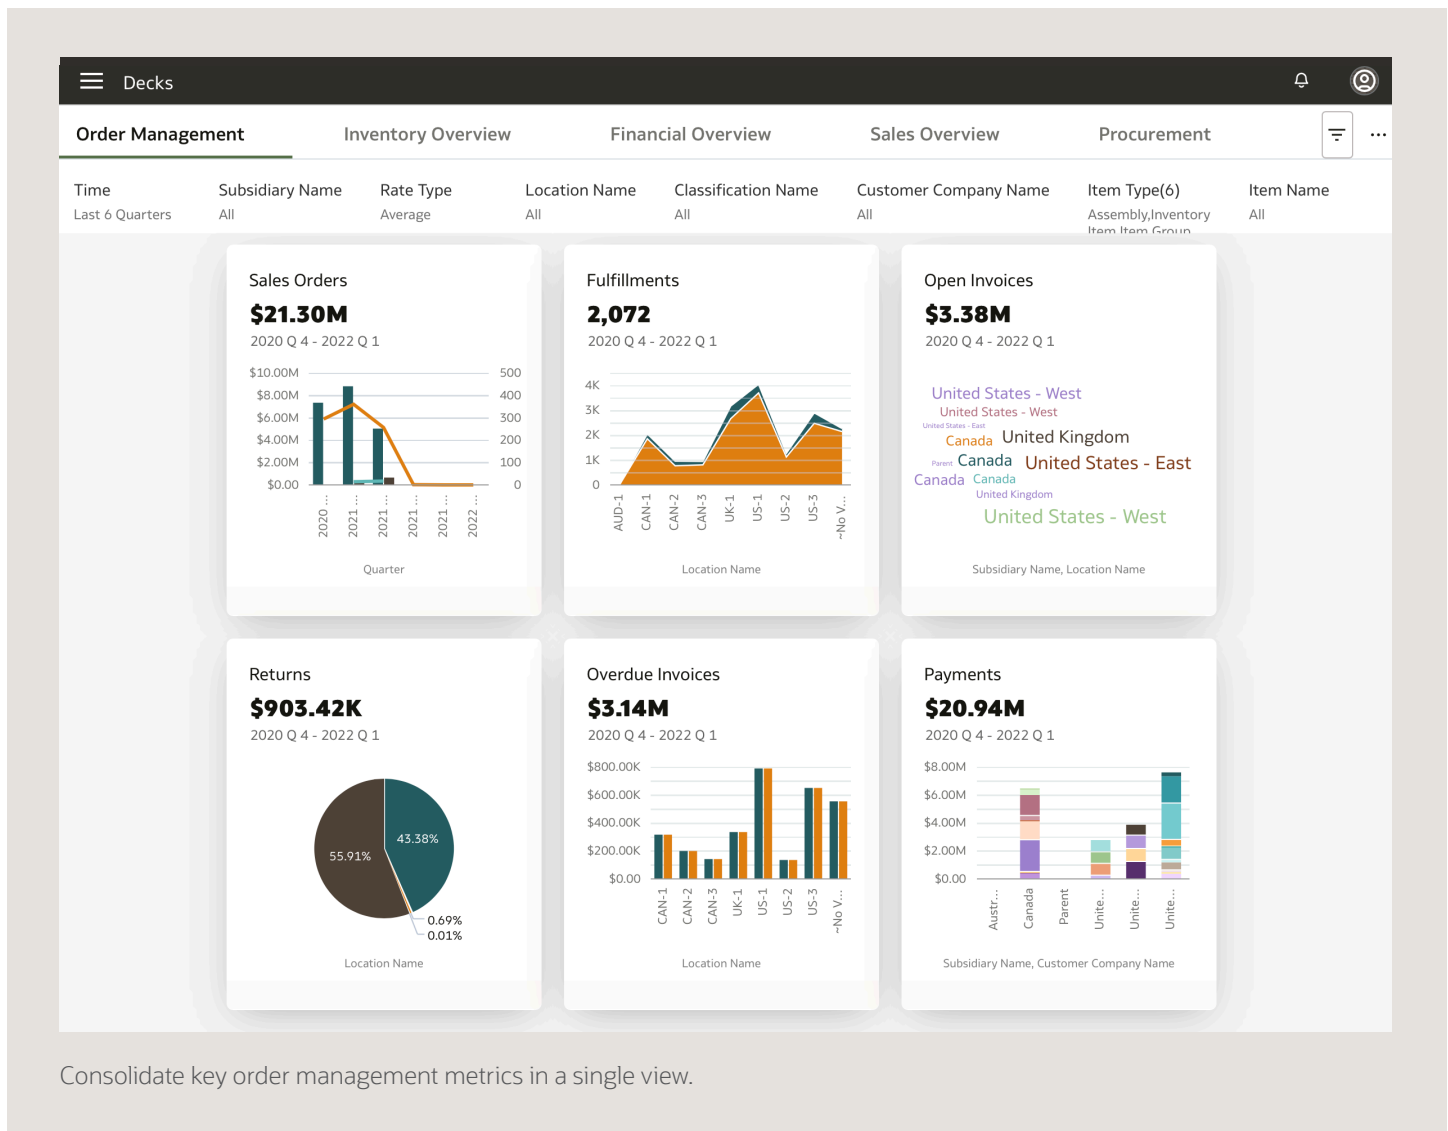 Decks
Order Management
Inventory Overview
Financial Overview
Sales Overview
Procurement
Time
Last 6 Quarters
Subsidiary Name
All
Rate Type
Average
Location Name
All
Classification Name
All
Customer Company Name
All
Item Type(6)
Assembly,Inventory
Item,Item Group
Item Name
All
Sales Orders
$21.30M
2020 Q 4 - 2022 Q 1
$10.00M
$8.00M
$6.00M
$4.00M
$2.00M
$0.00
500
400
300
200
100
0
2020 ...
2021 ...
2021 ...
2021 ...
2021 ...
2022 ...
Quarter
Fulfillments
2,072
2020 Q 4 - 2022 Q 1
4K
3K
2K
1K
0
AUD-1
CAN-1
CAN-2
CAN-3
UK-1
US-1
US-2
US-3
~No V...
Location Name
Open Invoices
$3.38M
2020 Q 4 - 2022 Q 1
United States - West
United States - West
United States - East
Canada
United Kingdom
Parent
Canada
United States - East
Canada
Canada
United Kingdom
United States - West
Subsidiary Name, Location Name
Returns
$903.42K
2020 Q 4 - 2022 Q 1
43.38%
55.91%
0.69%
0.01%
Location Name
Overdue Invoices
$3.14M
2020 Q 4 - 2022 Q 1
$800.00K
$600.00K
$400.00K
$200.00K
$0.00
CAN-1
CAN-2
CAN-3
UK-1
US-1
US-2
US-3
~No V...
Location Name
Payments
$20.94M
2020 Q 4 - 2022 Q 1
$8.00M
$6.00M
$4.00M
$2.00M
$0.00
Austr...
Canada
Parent
Unite...
Unite...
Unite...
Subsidiary Name, Customer Company Name
Consolidate key order management metrics in a single view.